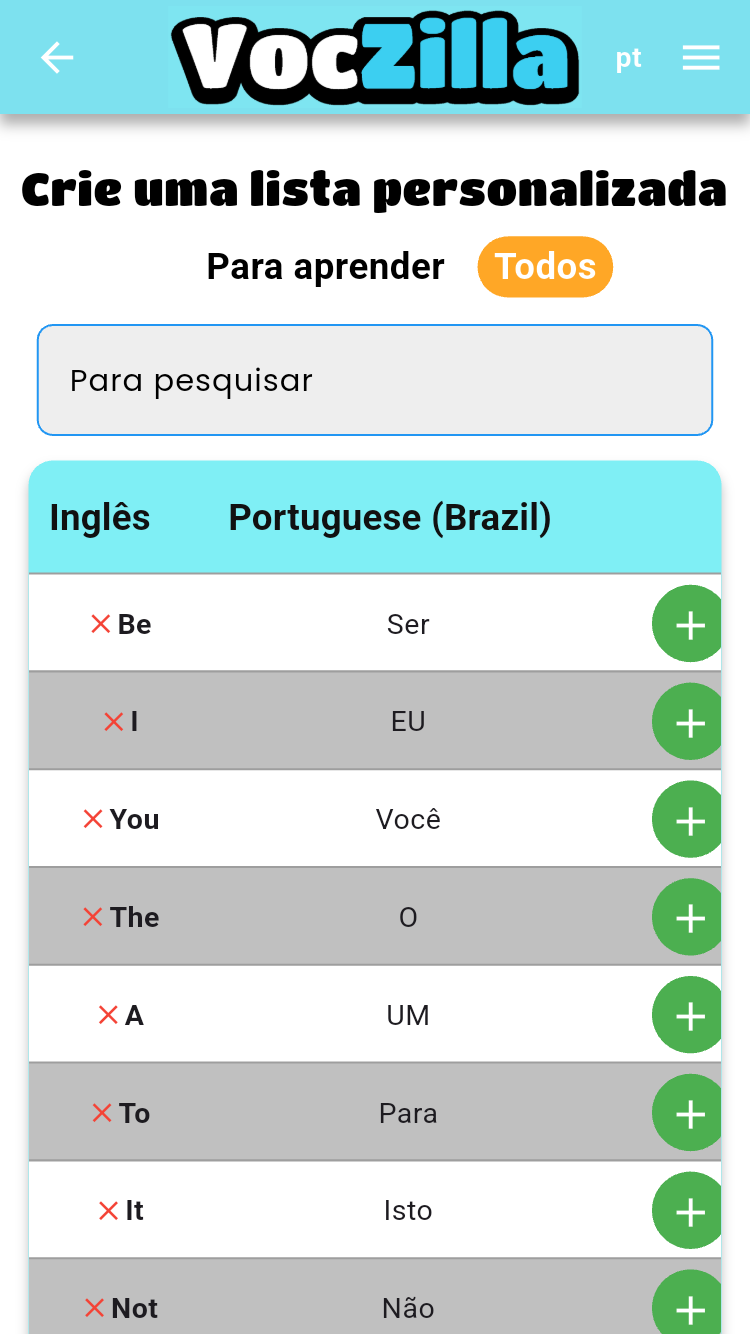 VocZilla
pt
Crie uma lista personalizada
Para aprender Todos
Para pesquisar
Inglês Portuguese (Brazil)
Be Ser
I EU
You Você
The O
A UM
To Para
It Isto
Not Não